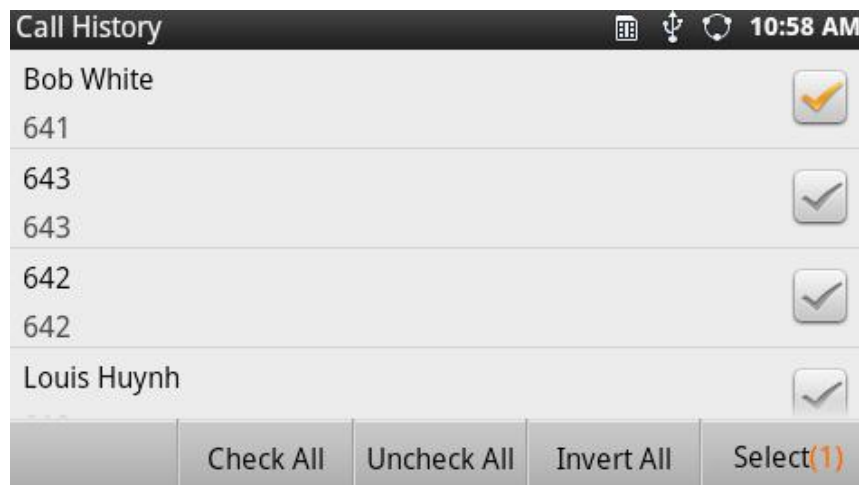 Call History 10:58 AM
Bob White
641
643
643
642
642
Louis Huynh
Check All Uncheck All Invert All Select(1)